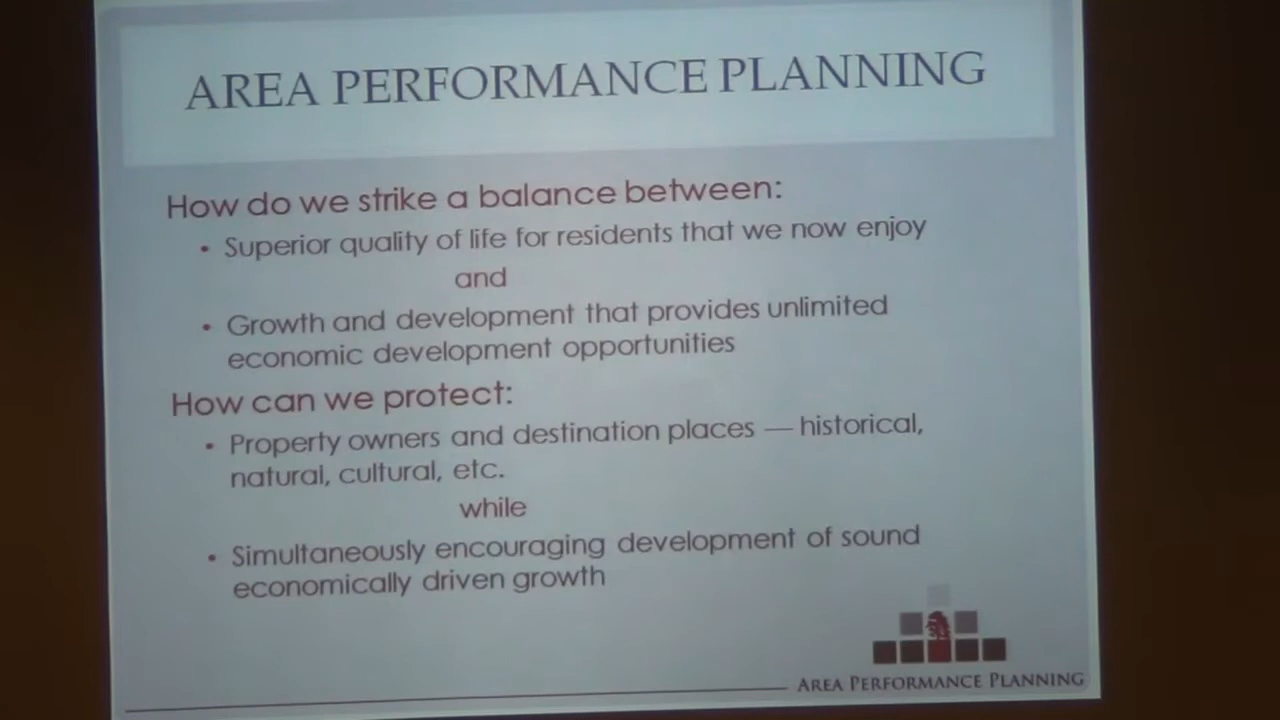 AREA PERFORMANCE PLANNING
How do we strike a balance between:
• Superior quality of life for residents that we now enjoy
and
• Growth and development that provides unlimited
economic development opportunities
How can we protect:
• Property owners and destination places — historical,
natural, cultural, etc.
while
• Simultaneously encouraging development of sound
economically driven growth
AREA PERFORMANCE PLANNING